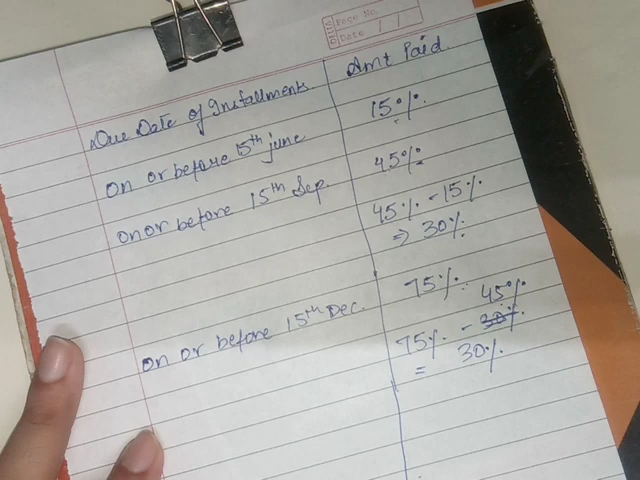 DELTA Page No.
Date / /
Due Date of Installments Amt Paid.
on or before 15th june 15%.
on or before 15th Sep. 45%.
45% - 15%
⇒ 30%.
on or before 15th Dec. 75%.
45%
75% - 30%.
= 30%.